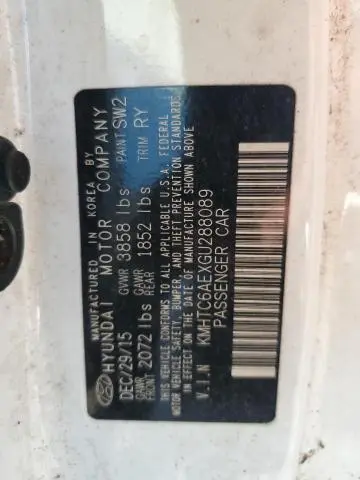 MANUFACTURED IN KOREA BY
HYUNDAI MOTOR COMPANY
DEC/29/15 GVWR 3858 lbs PAINT SW2
GAWR FRONT 2072 lbs GAWR REAR 1852 lbs TRIM RY
THIS VEHICLE CONFORMS TO ALL APPLICABLE U.S.A. FEDERAL
MOTOR VEHICLE SAFETY, BUMPER, AND THEFT PREVENTION STANDARDS
IN EFFECT ON THE DATE OF MANUFACTURE SHOWN ABOVE.
V.I.N KMHTC6AEXGU288089
PASSENGER CAR